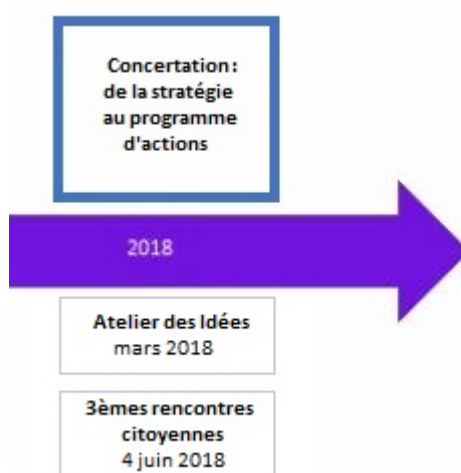 Concertation :
de la stratégie
au programme
d'actions
2018
Atelier des Idées
mars 2018
3èmes rencontres
citoyennes
4 juin 2018